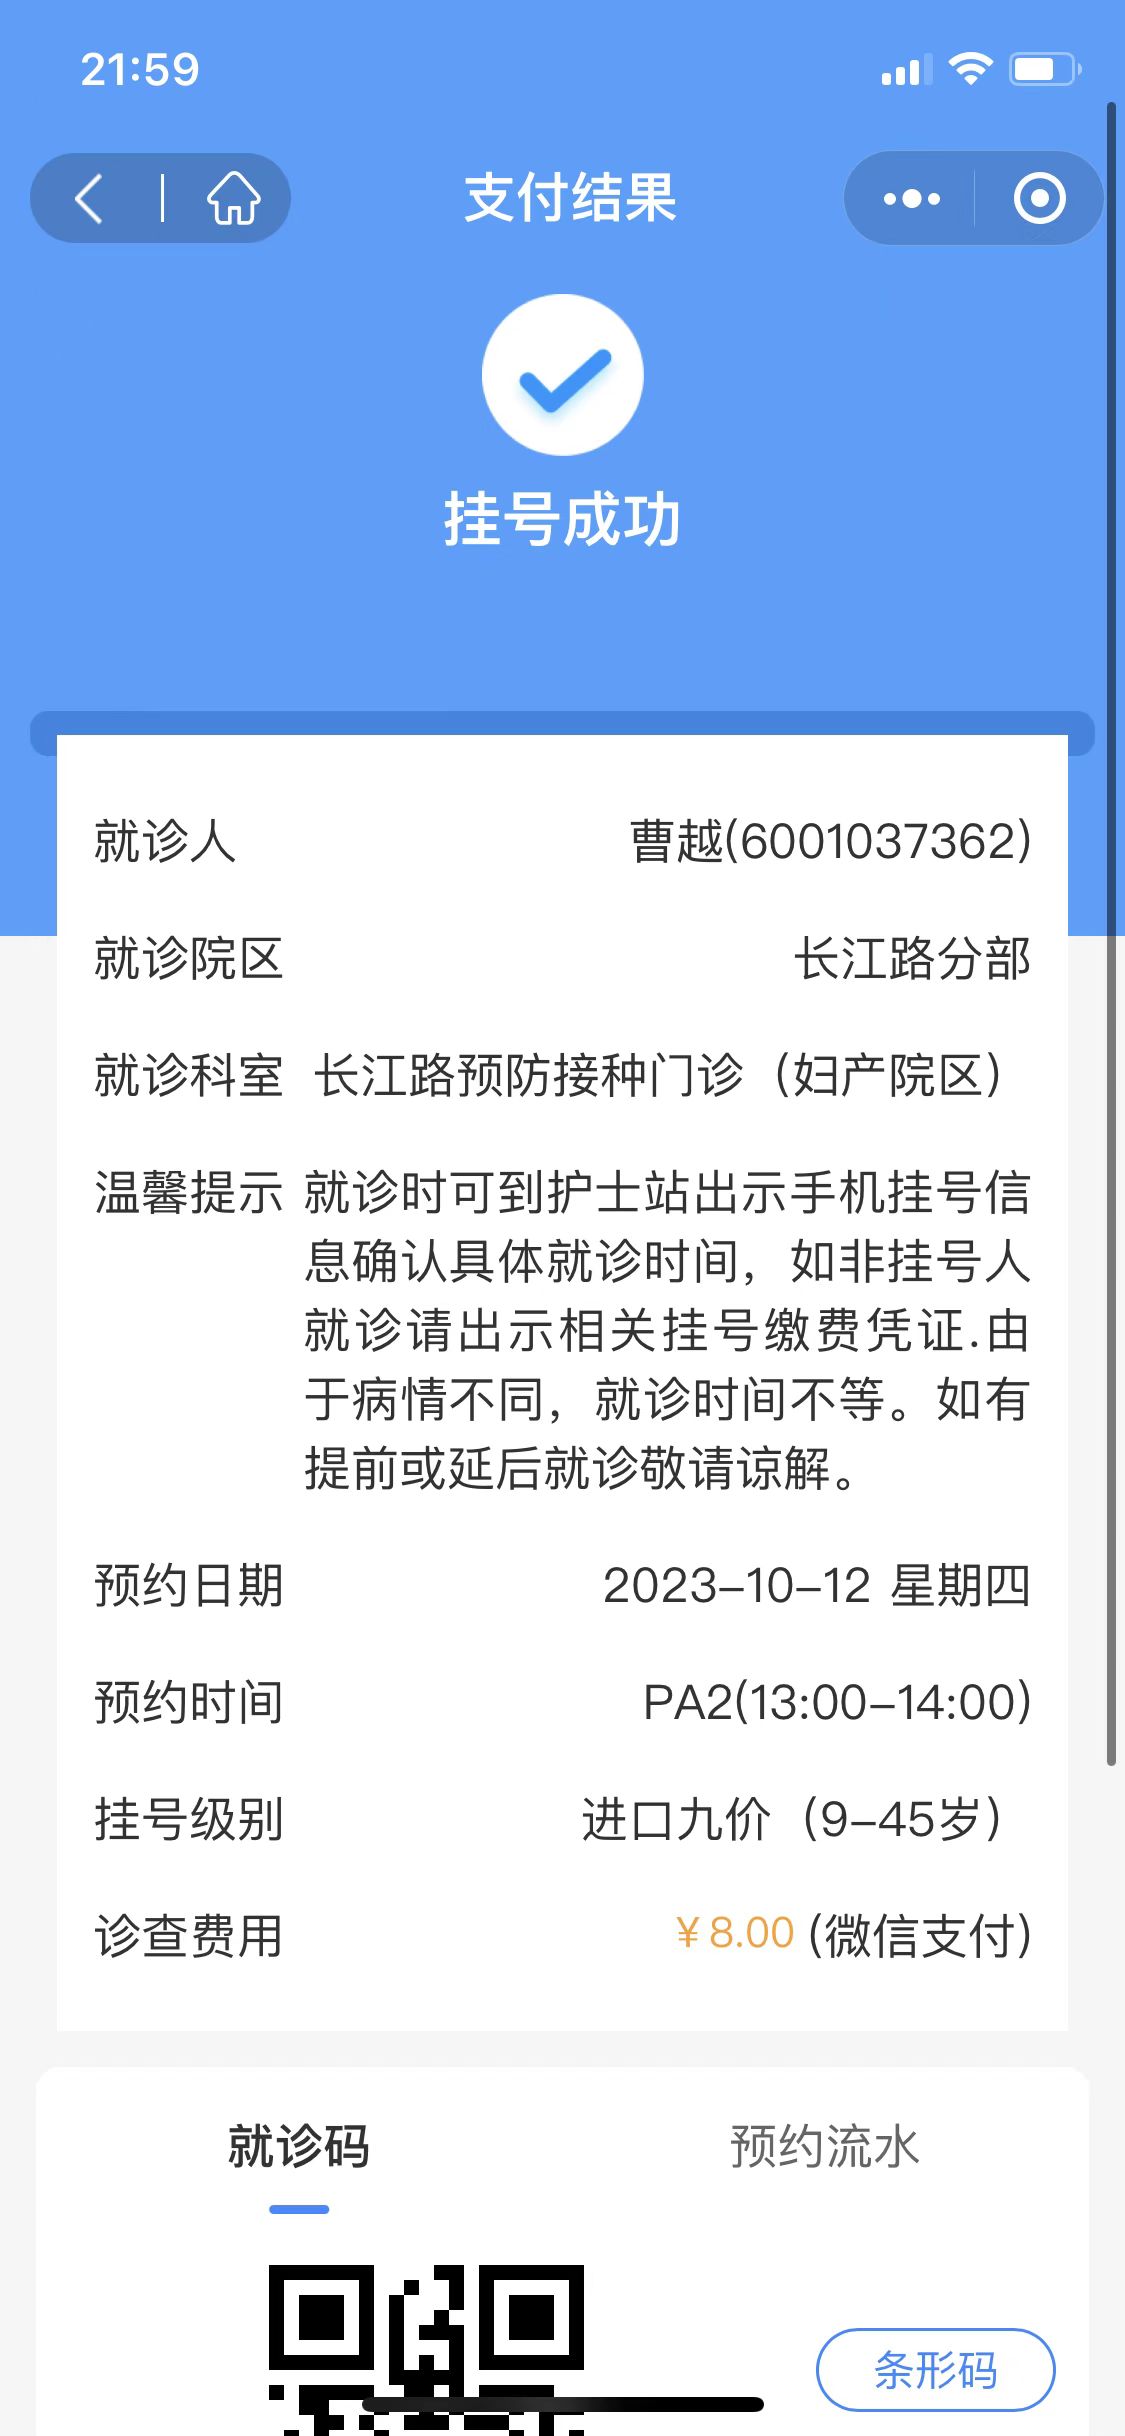 21:59
支付结果
挂号成功
就诊人 曹越(6001037362)
就诊院区 长江路分部
就诊科室 长江路预防接种门诊（妇产院区）
温馨提示 就诊时可到护士站出示手机挂号信
息确认具体就诊时间，如非挂号人
就诊请出示相关挂号缴费凭证.由
于病情不同，就诊时间不等。如有
提前或延后就诊敬请谅解。
预约日期 2023-10-12 星期四
预约时间 PA2(13:00-14:00)
挂号级别 进口九价（9-45岁）
诊查费用 ¥8.00 (微信支付)
就诊码 预约流水
条形码